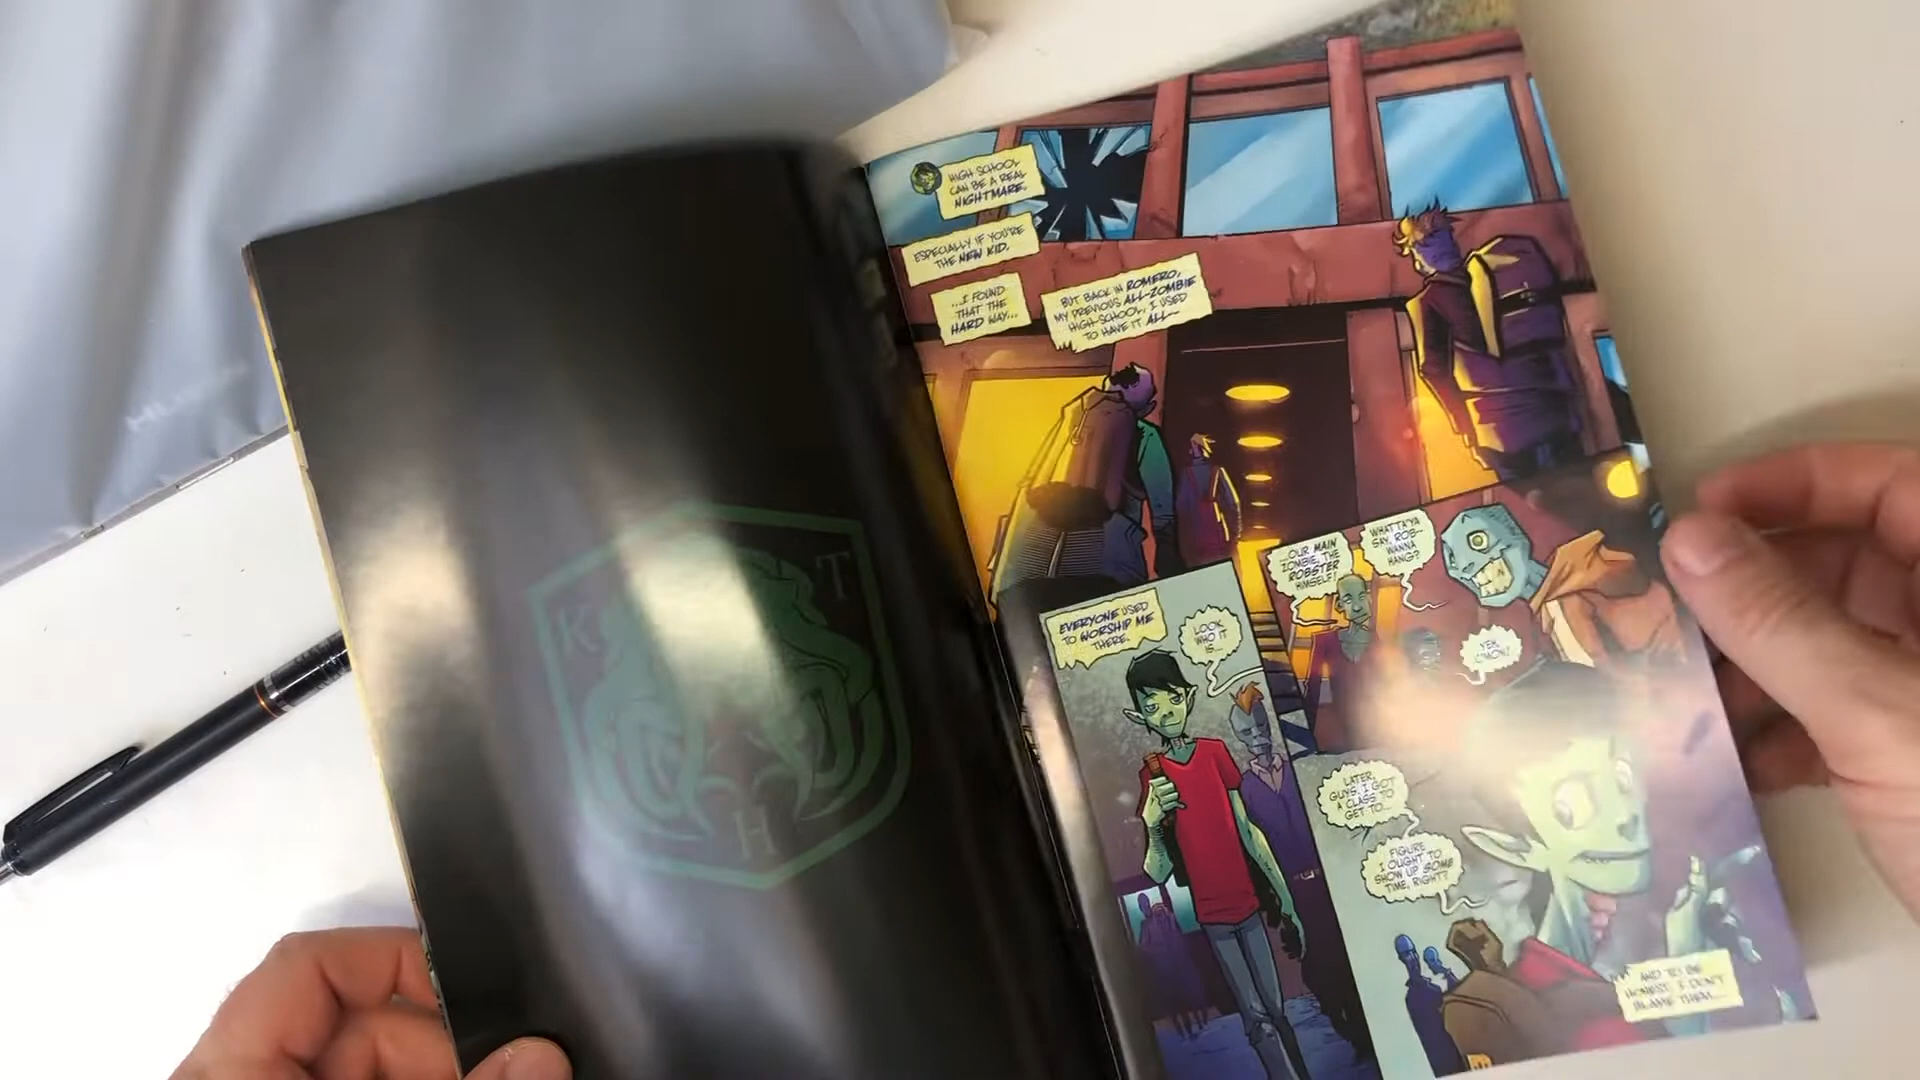 K
T
H
HIGH SCHOOL
CAN BE A REAL
NIGHTMARE,
ESPECIALLY IF YOU'RE
THE NEW KID.
...I FOUND
THAT THE
HARD WAY...
BUT BACK IN ROMERO,
MY PREVIOUS ALL-ZOMBIE
HIGH-SCHOOL, I USED
TO HAVE IT ALL--
EVERYONE USED
TO WORSHIP ME
THERE.
LOOK
WHO IT
IS...
...OUR MAIN
ZOMBIE, THE
ROBSTER
HIMSELF!
WHATTAYA
SAY, ROB--
WANNA
HANG?
YEH,
C'MON!
LATER,
GUYS, I GOT
A CLASS TO
GET TO...
FIGURE
I OUGHT TO
SHOW UP SOME
TIME, RIGHT?
AND TO BE
HONEST, I DON'T
BLAME THEM...